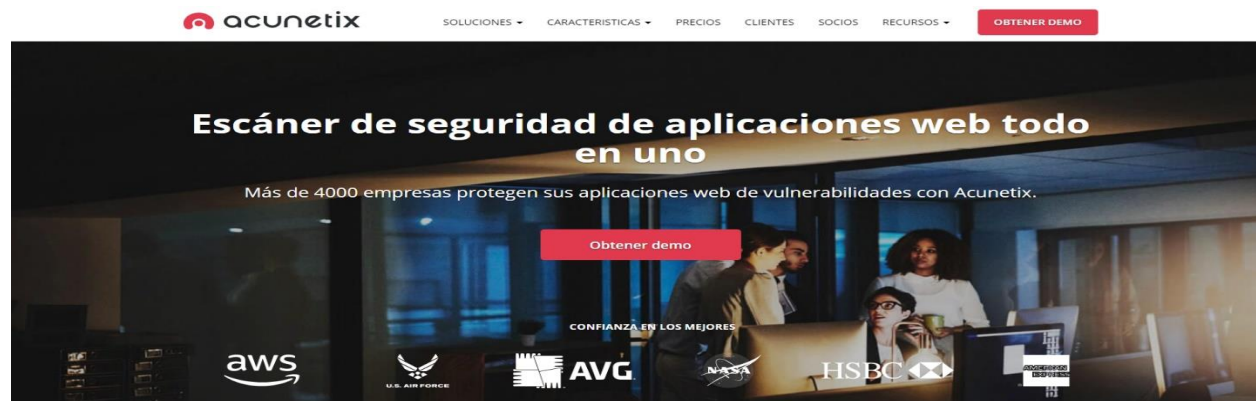 acunetix
SOLUCIONES CARACTERISTICAS PRECIOS CLIENTES SOCIOS RECURSOS OBTENER DEMO
Escáner de seguridad de aplicaciones web todo
en uno
Más de 4000 empresas protegen sus aplicaciones web de vulnerabilidades con Acunetix.
Obtener demo
CONFIANZA EN LOS MEJORES
aws U.S. AIR FORCE AVG NASA HSBC AMERICAN EXPRESS